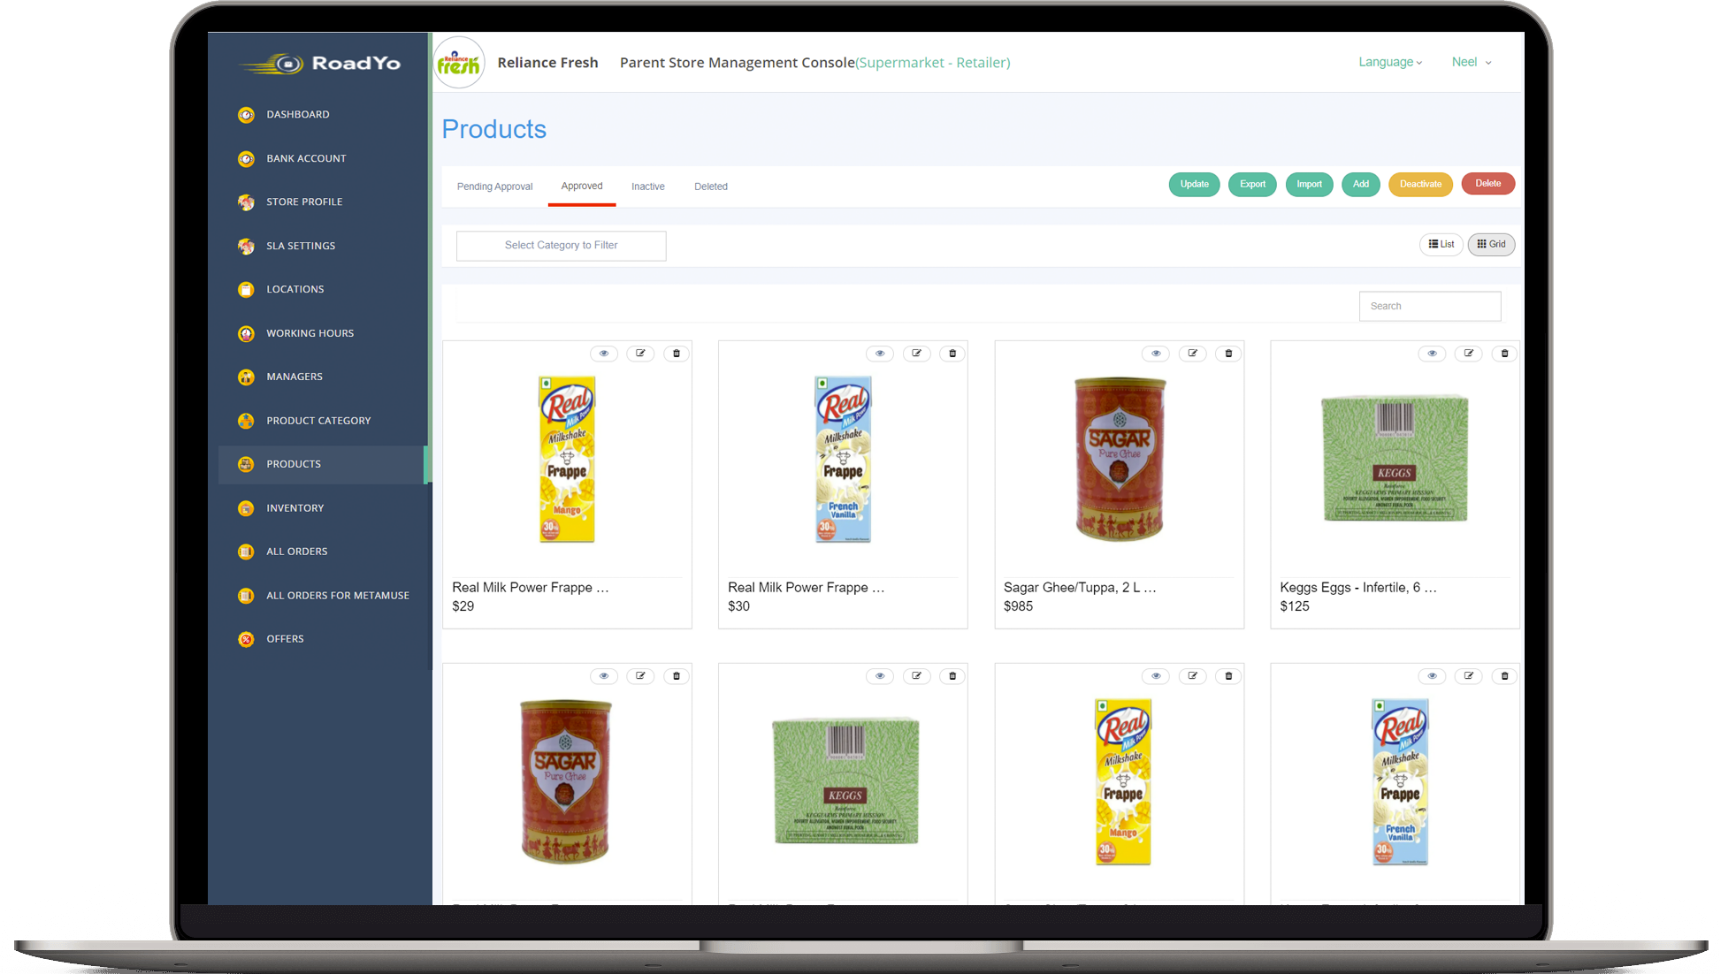 RoadYo
Reliance fresh
Reliance Fresh
Parent Store Management Console(Supermarket - Retailer)
Language
Neel
DASHBOARD
BANK ACCOUNT
STORE PROFILE
SLA SETTINGS
LOCATIONS
WORKING HOURS
MANAGERS
PRODUCT CATEGORY
PRODUCTS
INVENTORY
ALL ORDERS
ALL ORDERS FOR METAMUSE
OFFERS
Products
Pending Approval
Approved
Inactive
Deleted
Update
Export
Import
Add
Deactivate
Delete
Select Category to Filter
List
Grid
Search
Real
Milkshake
Frappe
Mango
30%
Real Milk Power Frappe ...
$29
Real
Milkshake
Frappe
French
Vanilla
30%
Real Milk Power Frappe ...
$30
SAGAR
Pure Ghee
Sagar Ghee/Tuppa, 2 L ...
$985
KEGGS
Keggs Eggs - Infertile, 6 ...
$125
SAGAR
Pure Ghee
KEGGS
Real
Milkshake
Frappe
Mango
30%
Real
Milkshake
Frappe
French
Vanilla
30%